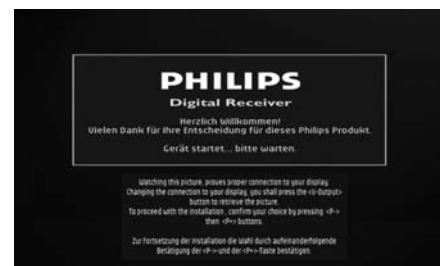 PHILIPS
Digital Receiver
Herzlich Willkommen!
Vielen Dank für Ihre Entscheidung für dieses Philips Produkt.
Gerät startet... bitte warten.
Watching this picture, proves proper connection to your display.
Changing the connection to your display, you shall press the <U-Output>
button to retrieve the picture.
To proceed with the installation , confirm your choice by pressing <P->
then <P+> buttons.
Zur Fortsetzung der Installation die Wahl durch aufeinanderfolgende
Betätigung der <P->-und der <P+>-Taste bestätigen.